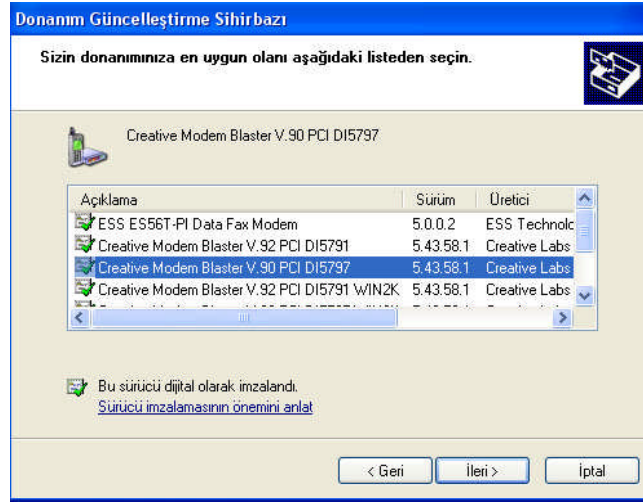 Donanım Güncelleştirme Sihirbazı
Sizin donanımınıza en uygun olanı aşağıdaki listeden seçin.
Creative Modem Blaster V.90 PCI DI5797
Açıklama Sürüm Üretici
ESS ES56T-PI Data Fax Modem 5.0.0.2 ESS Technolc
Creative Modem Blaster V.92 PCI DI5791 5.43.58.1 Creative Labs
Creative Modem Blaster V.90 PCI DI5797 5.43.58.1 Creative Labs
Creative Modem Blaster V.92 PCI DI5791 WIN2K 5.43.58.1 Creative Labs
Bu sürücü dijital olarak imzalandı.
Sürücü imzalamasının önemini anlat
< Geri İleri > İptal